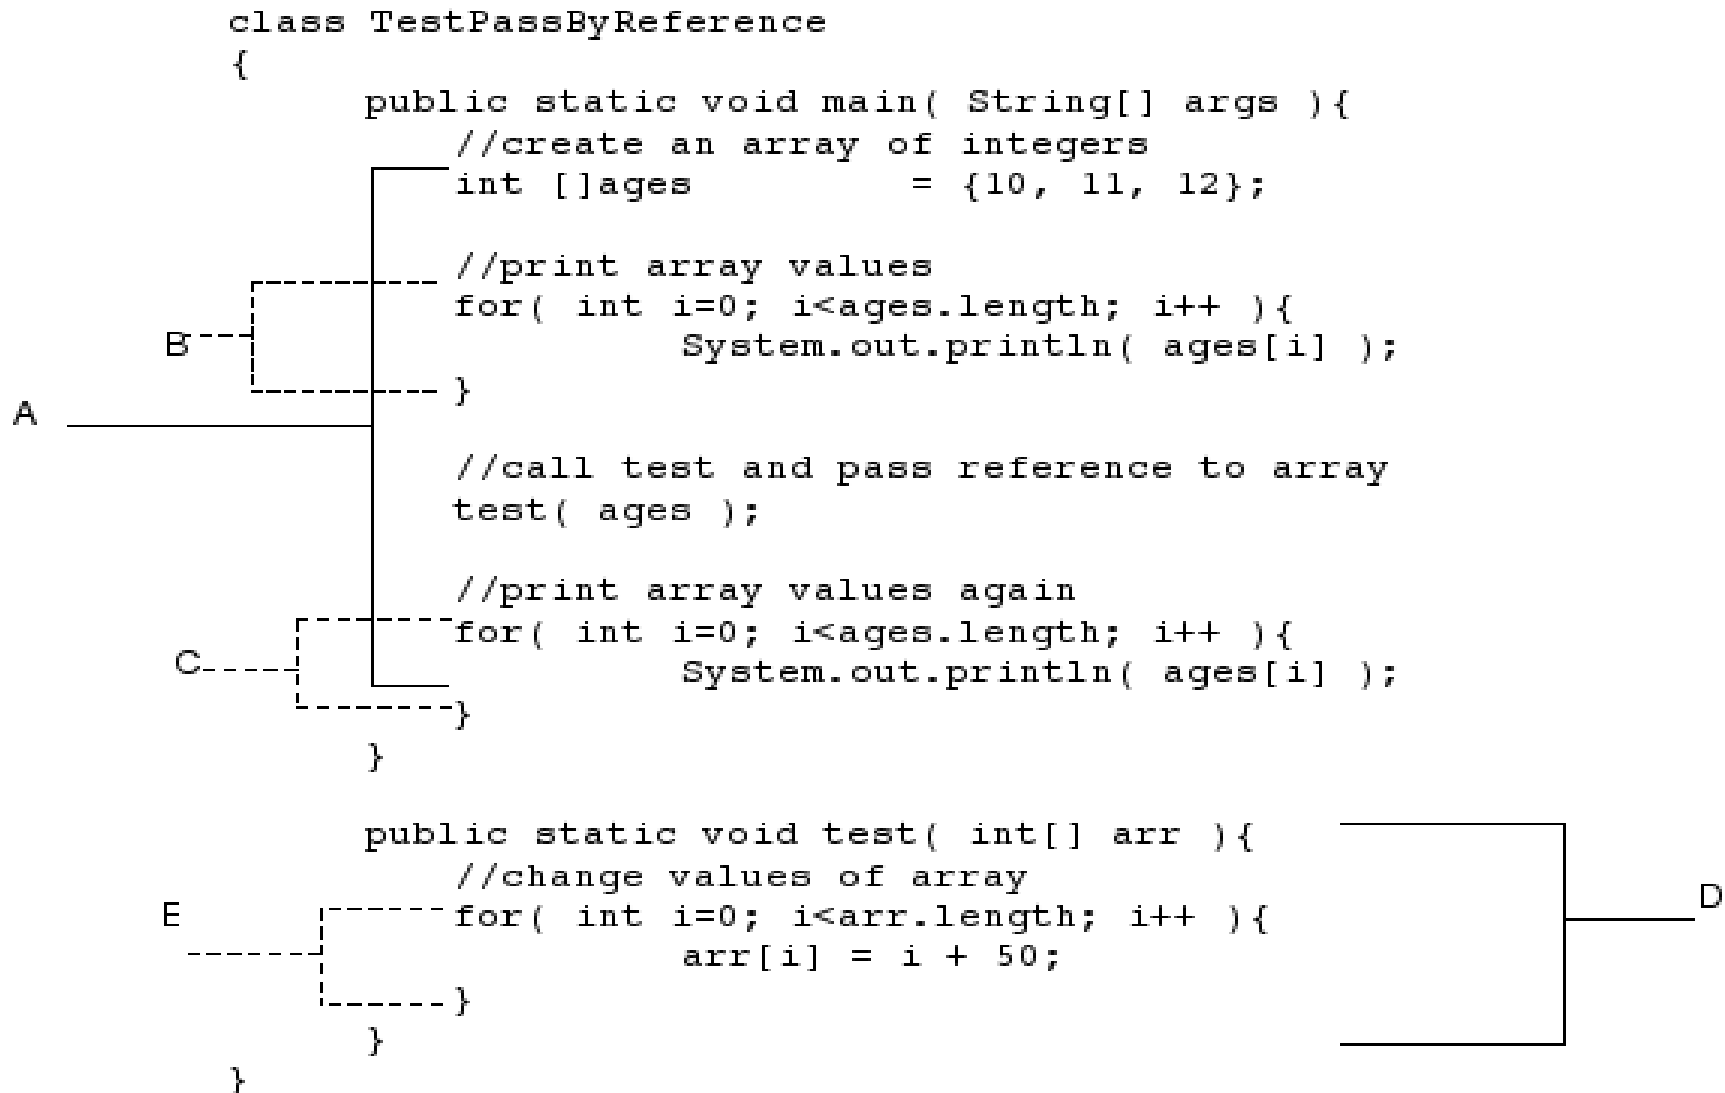 class TestPassByReference
{
public static void main( String[] args ){
//create an array of integers
int []ages = {10, 11, 12};
//print array values
for( int i=0; i<ages.length; i++ ){
B System.out.println( ages[i] );
}
A
//call test and pass reference to array
test( ages );
//print array values again
for( int i=0; i<ages.length; i++ ){
C System.out.println( ages[i] );
}
}
public static void test( int[] arr ){
//change values of array
D
E for( int i=0; i<arr.length; i++ ){
arr[i] = i + 50;
}
}
}